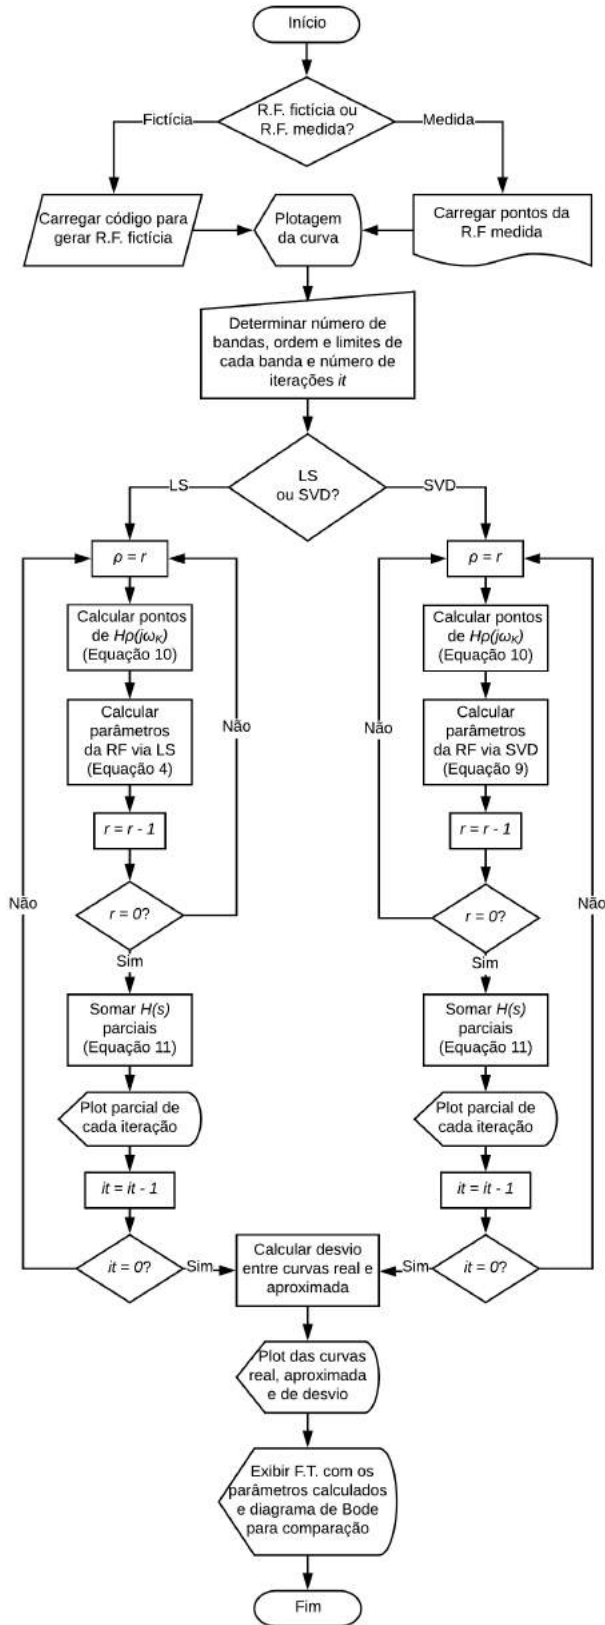 Início
R.F. fictícia ou
R.F. medida?
Fictícia
Medida
Carregar código para
gerar R.F. fictícia
Plotagem
da curva
Carregar pontos da
R.F medida
Determinar número de
bandas, ordem e limites de
cada banda e número de
iterações it
LS
ou SVD?
LS
SVD
ρ = r
Calcular pontos
de Hρ(jωK)
(Equação 10)
Calcular
parâmetros
da RF via LS
(Equação 4)
r = r - 1
r = 0?
Não
Sim
Somar H(s)
parciais
(Equação 11)
Plot parcial de
cada iteração
it = it - 1
it = 0?
Não
Sim
ρ = r
Calcular pontos
de Hρ(jωK)
(Equação 10)
Calcular
parâmetros
da RF via SVD
(Equação 9)
r = r - 1
r = 0?
Não
Sim
Somar H(s)
parciais
(Equação 11)
Plot parcial de
cada iteração
it = it - 1
it = 0?
Não
Sim
Calcular desvio
entre curvas real e
aproximada
Plot das curvas
real, aproximada
e de desvio
Exibir F.T. com os
parâmetros calculados
e diagrama de Bode
para comparação
Fim